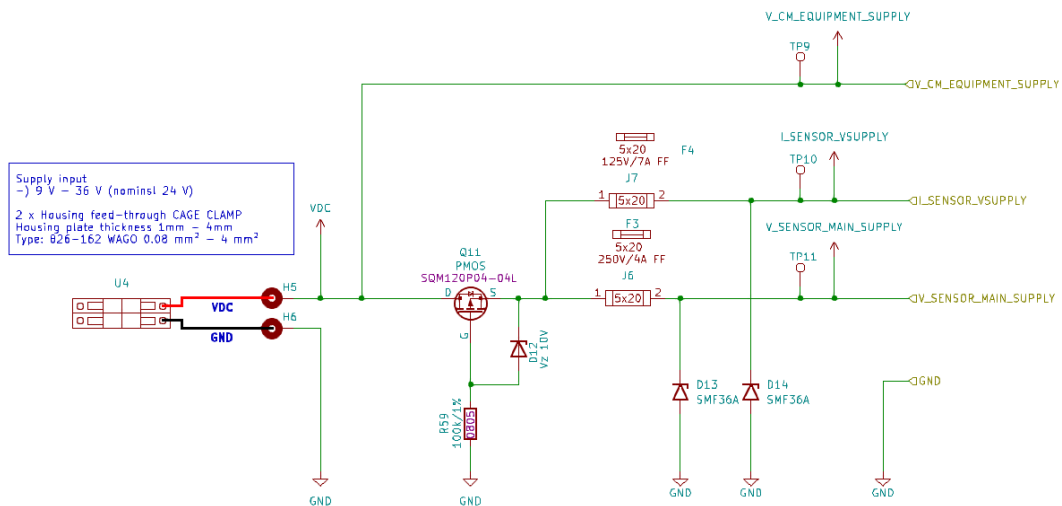 V_CM_EQUIPMENT_SUPPLY
TP9
V_CM_EQUIPMENT_SUPPLY
5x20
125V/7A FF
F4
I_SENSOR_VSUPPLY
TP10
J7
1
5x20
2
I_SENSOR_VSUPPLY
Supply input
-) 9 V - 36 V (nominsl 24 V)
2 x Housing feed-through CAGE CLAMP
Housing plate thickness 1mm - 4mm
Type: 826-162 WAGO 0.08 mm² - 4 mm²
VDC
F3
5x20
250V/4A FF
V_SENSOR_MAIN_SUPPLY
TP11
Q11
PMOS
SQM120P04-04L
J6
U4
H5
VDC
D
S
G
1
5x20
2
V_SENSOR_MAIN_SUPPLY
H6
GND
D12
Vz 10V
D13
SMF36A
D14
SMF36A
GND
R59
100k/1%
0805
GND
GND
GND
GND
GND